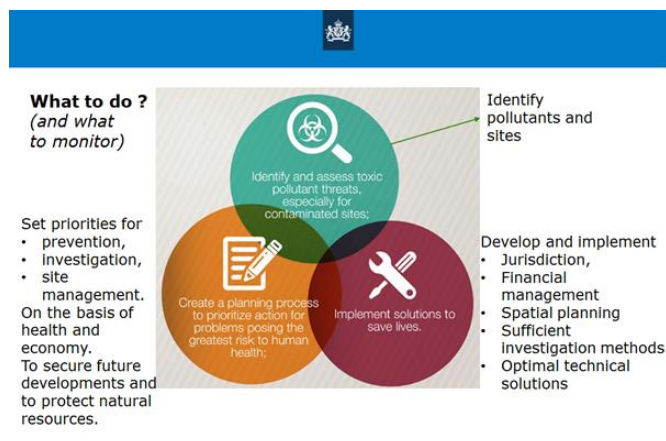 What to do ?
(and what
to monitor)
Identify
pollutants and
sites
Identify and assess toxic
pollutant threats,
especially for
contaminated sites;
Set priorities for
• prevention,
• investigation,
• site
management.
On the basis of
health and
economy.
To secure future
developments and
to protect natural
resources.
Create a planning process
to prioritize action for
problems posing the
greatest risk to human
health;
Implement solutions to
save lives.
Develop and implement
• Jurisdiction,
• Financial
management
• Spatial planning
• Sufficient
investigation methods
• Optimal technical
solutions